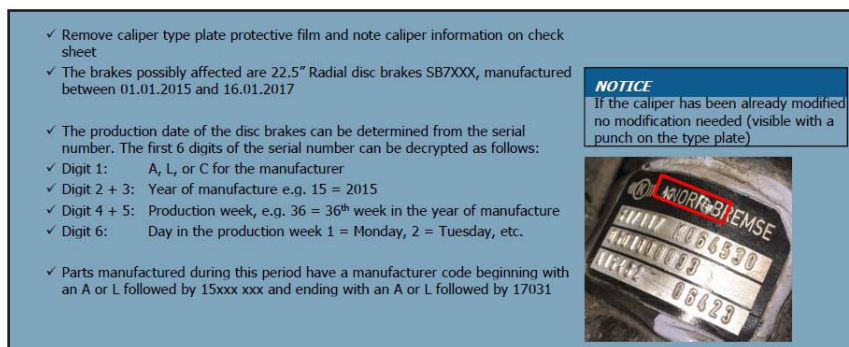 ✓ Remove caliper type plate protective film and note caliper information on check
sheet
✓ The brakes possibly affected are 22.5" Radial disc brakes SB7XXX, manufactured
between 01.01.2015 and 16.01.2017
✓ The production date of the disc brakes can be determined from the serial
number. The first 6 digits of the serial number can be decrypted as follows:
✓ Digit 1: A, L, or C for the manufacturer
✓ Digit 2 + 3: Year of manufacture e.g. 15 = 2015
✓ Digit 4 + 5: Production week, e.g. 36 = 36th week in the year of manufacture
✓ Digit 6: Day in the production week 1 = Monday, 2 = Tuesday, etc.
✓ Parts manufactured during this period have a manufacturer code beginning with
an A or L followed by 15xxx xxx and ending with an A or L followed by 17031
NOTICE
If the caliper has been already modified
no modification needed (visible with a
punch on the type plate)
BREMSE
K064530
06423